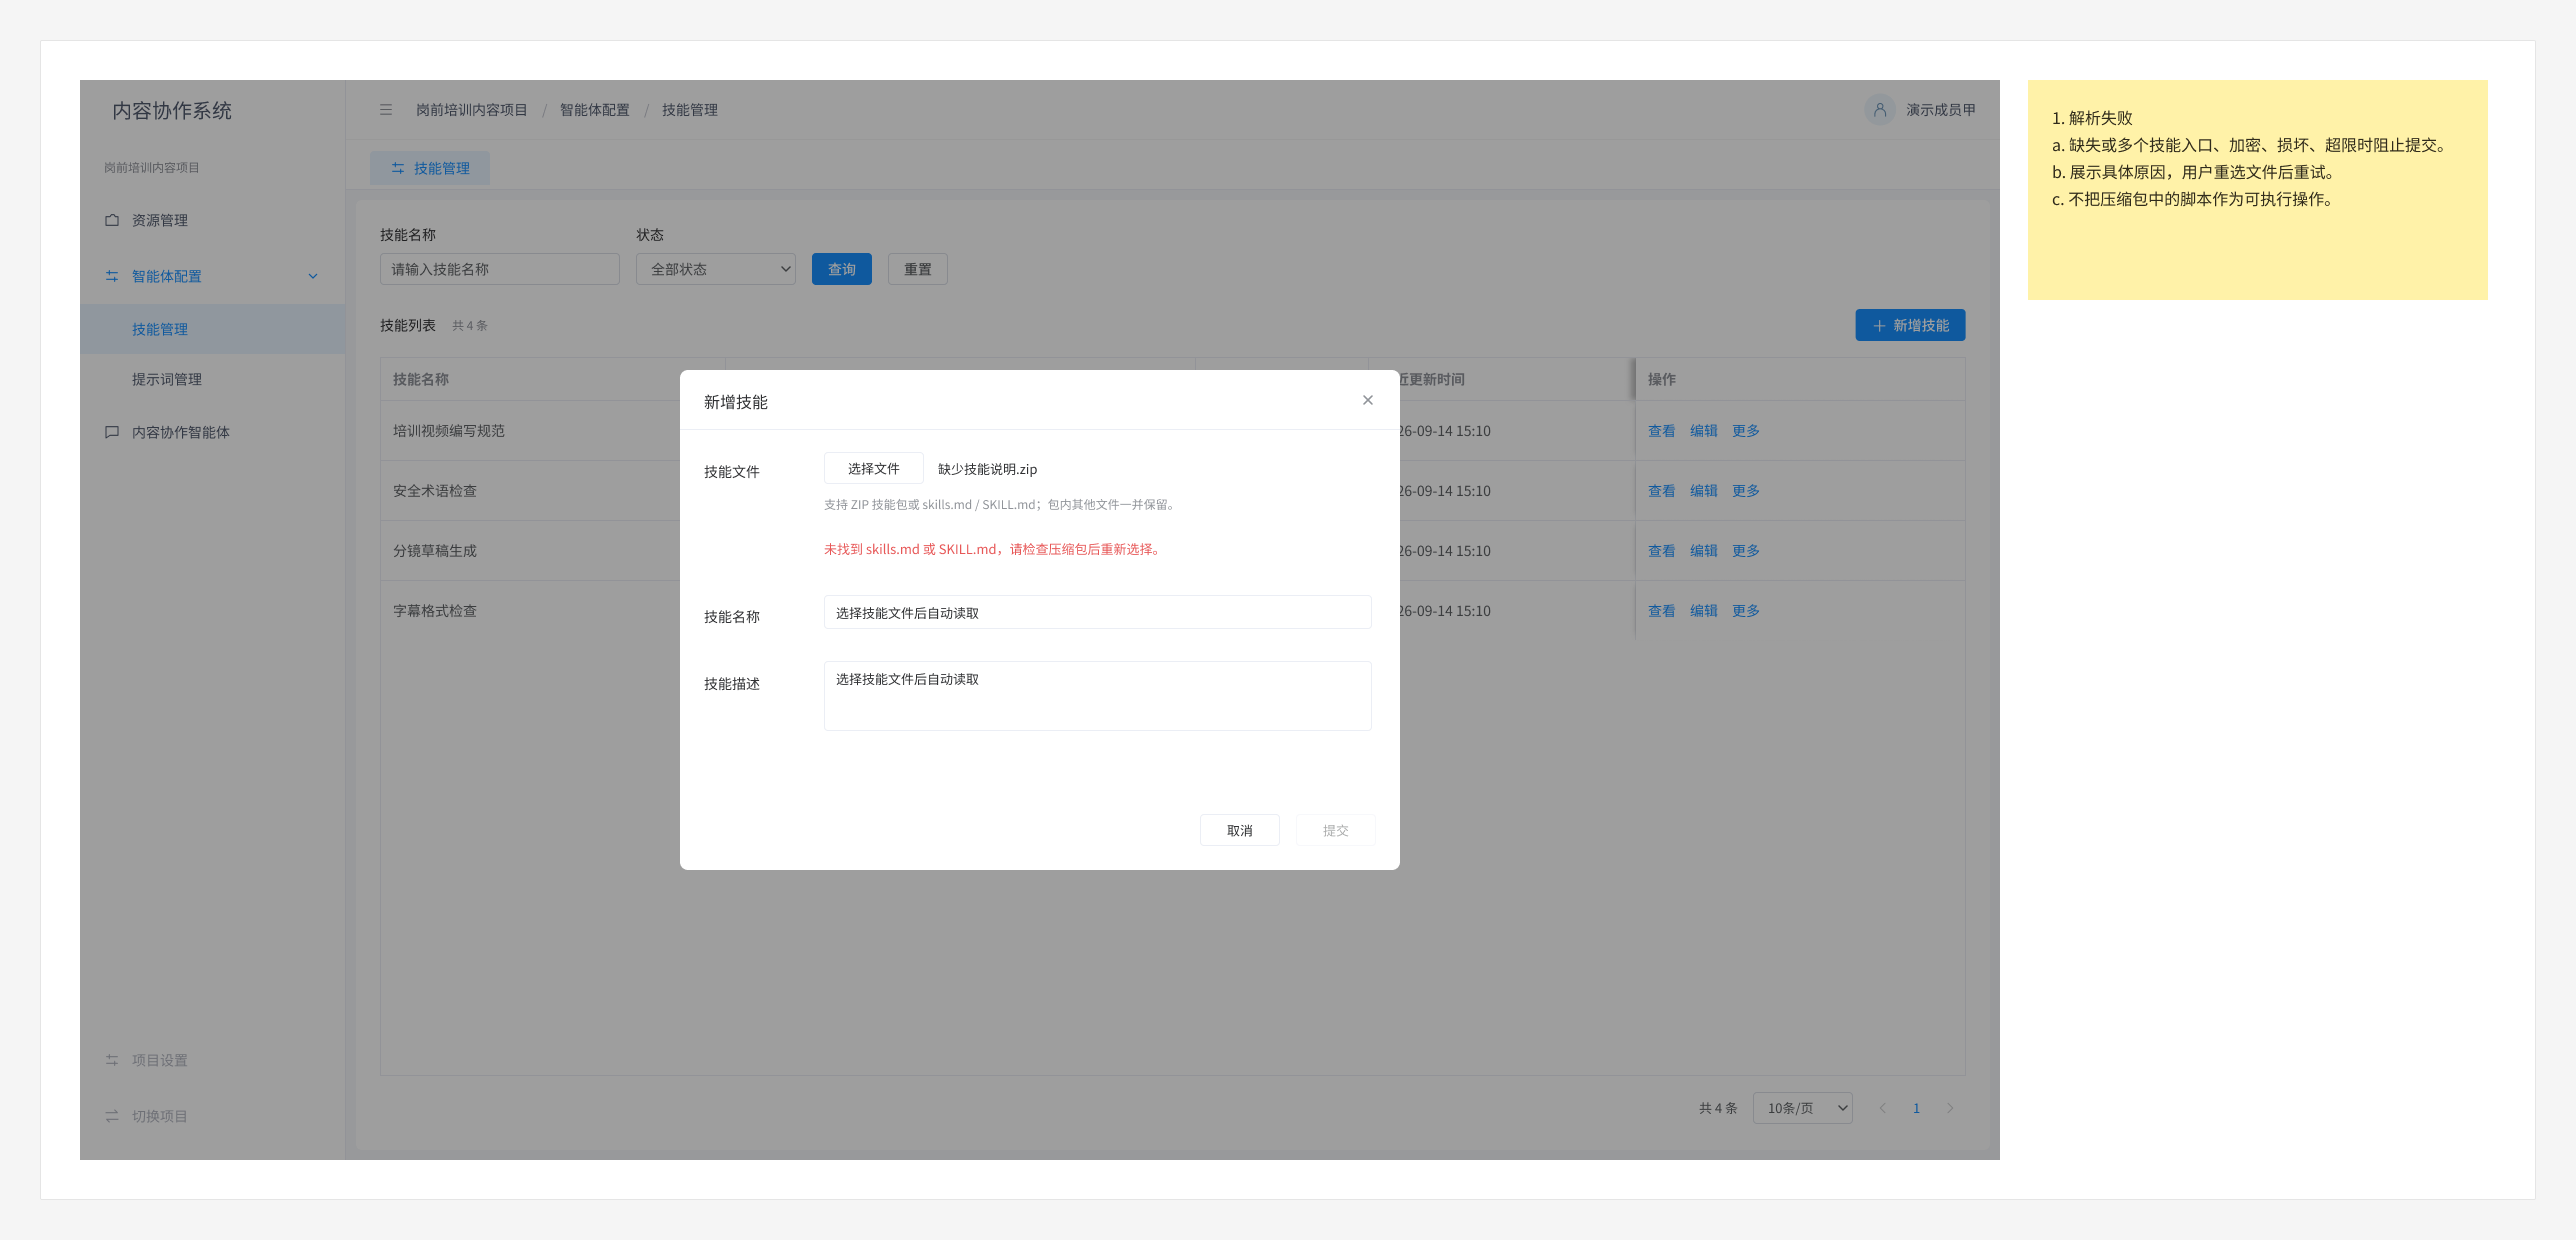 内容协作系统
岗前培训内容项目
资源管理
智能体配置
技能管理
提示词管理
内容协作智能体
项目设置
切换项目
岗前培训内容项目 / 智能体配置 / 技能管理
演示成员甲
技能管理
技能名称
状态
请输入技能名称
全部状态
查询
重置
技能列表 共 4 条
新增技能
技能名称
近更新时间
操作
培训视频编写规范
26-09-14 15:10
查看 编辑 更多
安全术语检查
26-09-14 15:10
查看 编辑 更多
分镜草稿生成
26-09-14 15:10
查看 编辑 更多
字幕格式检查
26-09-14 15:10
查看 编辑 更多
共 4 条
10条/页
1
新增技能
技能文件
选择文件
缺少技能说明.zip
支持 ZIP 技能包或 skills.md / SKILL.md；包内其他文件一并保留。
未找到 skills.md 或 SKILL.md，请检查压缩包后重新选择。
技能名称
选择技能文件后自动读取
技能描述
选择技能文件后自动读取
取消
提交
1. 解析失败
a. 缺失或多个技能入口、加密、损坏、超限时阻止提交。
b. 展示具体原因，用户重选文件后重试。
c. 不把压缩包中的脚本作为可执行操作。